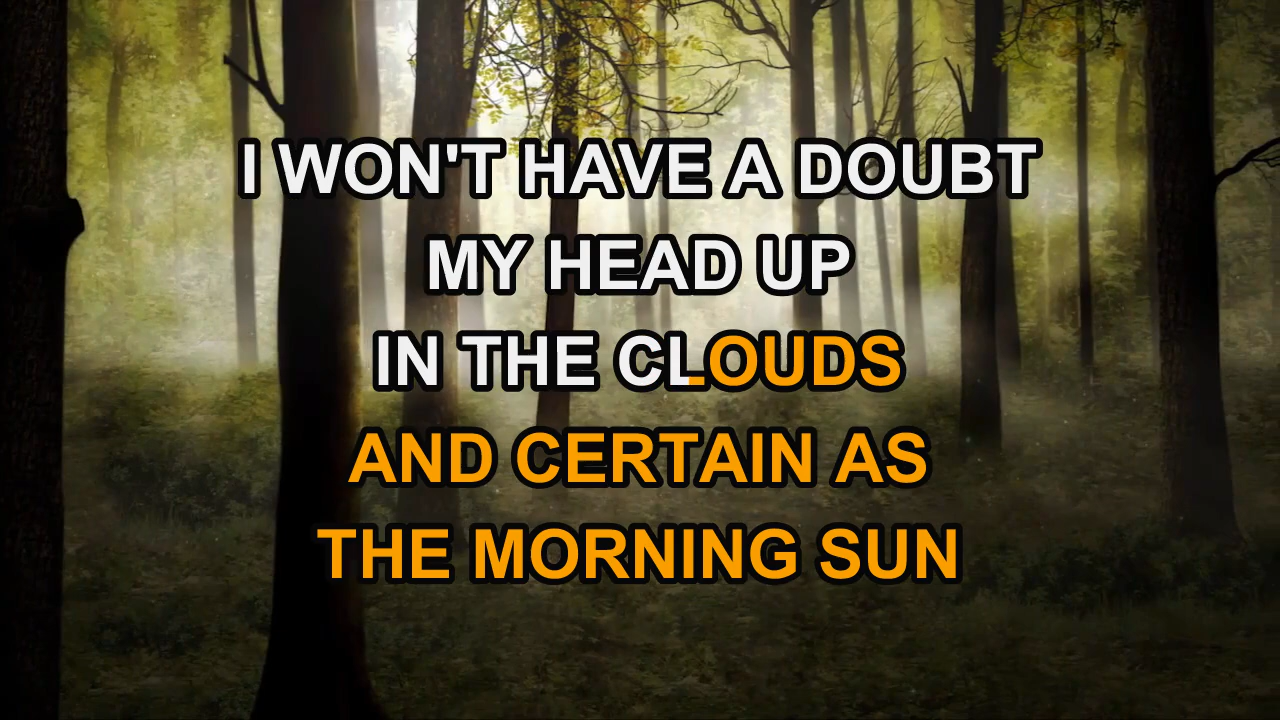 I WON'T HAVE A DOUBT
MY HEAD UP
IN THE CLOUDS
AND CERTAIN AS
THE MORNING SUN